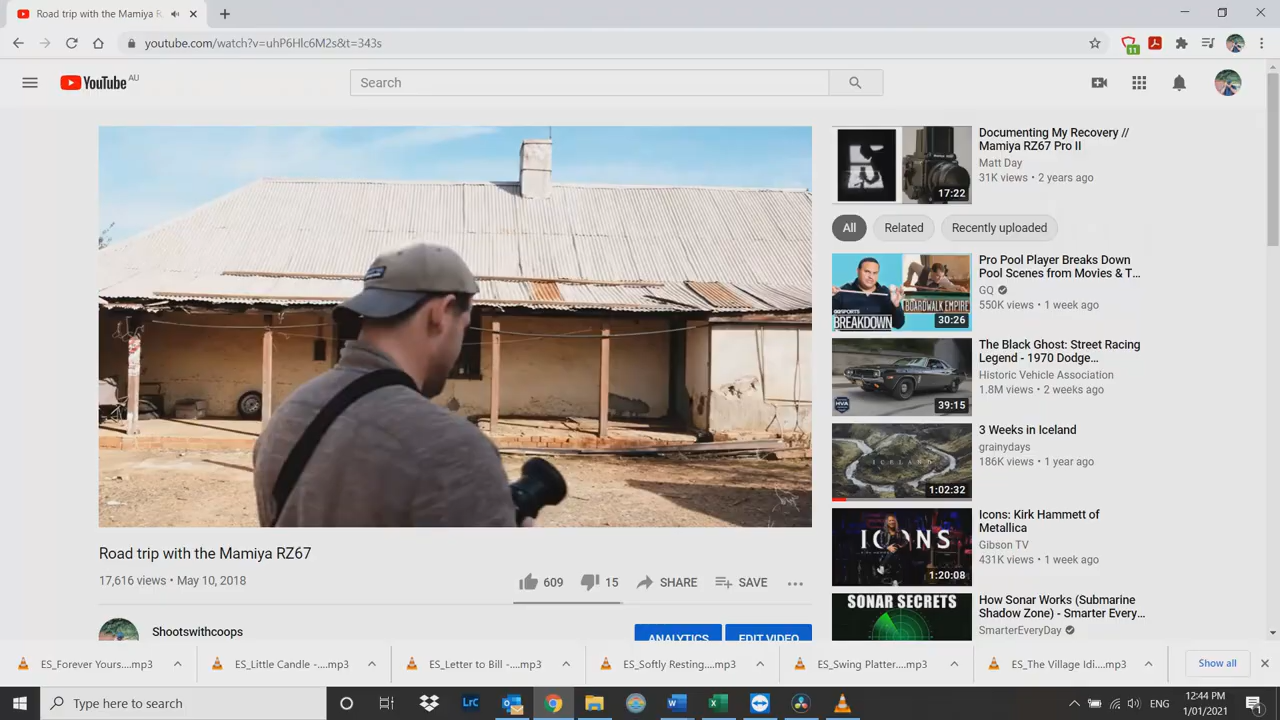 Road trip with the Mamiya R
youtube.com/watch?v=uhP6Hlc6M2s&t=343s
11
YouTube AU
Search
Documenting My Recovery //
Mamiya RZ67 Pro II
Matt Day
31K views • 2 years ago
17:22
All
Related
Recently uploaded
Pro Pool Player Breaks Down
Pool Scenes from Movies & T...
GQ
550K views • 1 week ago
GQSPORTS
BREAKDOWN
BOARDWALK EMPIRE
30:26
The Black Ghost: Street Racing
Legend - 1970 Dodge...
Historic Vehicle Association
1.8M views • 2 weeks ago
HVA
39:15
3 Weeks in Iceland
grainydays
186K views • 1 year ago
ICELAND
1:02:32
Icons: Kirk Hammett of
Metallica
Gibson TV
431K views • 1 week ago
ICONS
1:20:08
How Sonar Works (Submarine
Shadow Zone) - Smarter Every...
SmarterEveryDay
SONAR SECRETS
Road trip with the Mamiya RZ67
17,616 views • May 10, 2018
609
15
SHARE
SAVE
Shootswithcoops
ANALYTICS
EDIT VIDEO
ES_Forever Yours....mp3
ES_Little Candle -....mp3
ES_Letter to Bill -....mp3
ES_Softly Resting....mp3
ES_Swing Platter....mp3
ES_The Village Idi....mp3
Show all
Type here to search
LrC
ENG
12:44 PM
1/01/2021
1